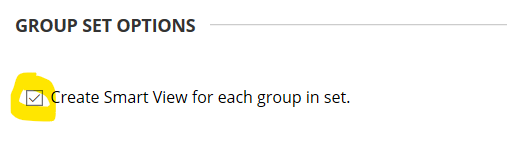 GROUP SET OPTIONS
Create Smart View for each group in set.